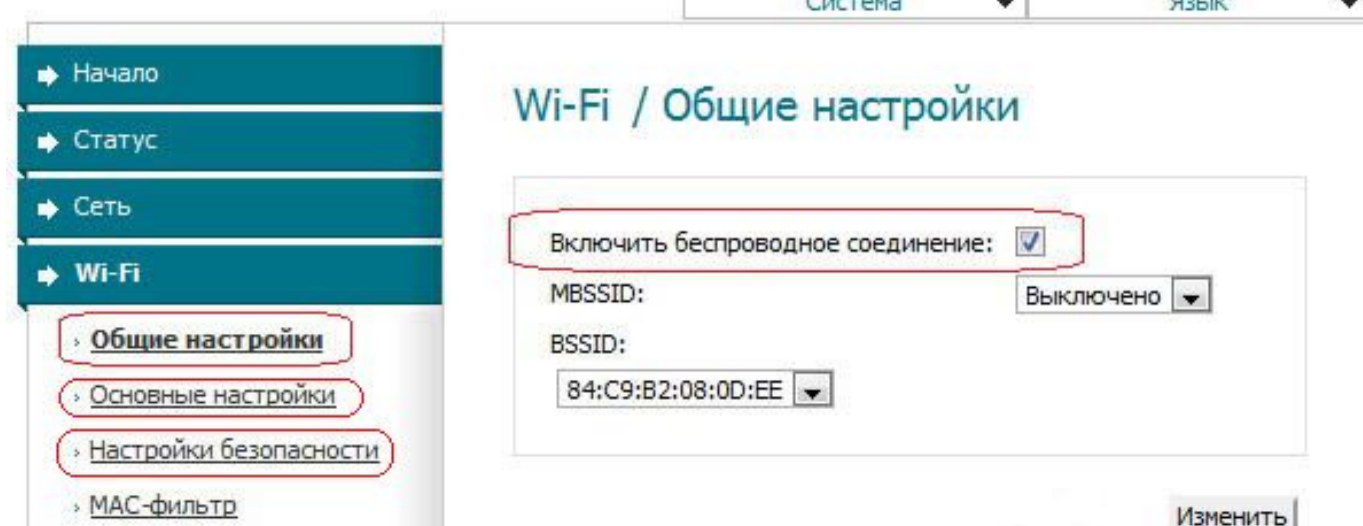 Система
Язык
Начало
Статус
Сеть
Wi-Fi
Общие настройки
Основные настройки
Настройки безопасности
MAC-фильтр
Wi-Fi / Общие настройки
Включить беспроводное соединение:
MBSSID:
Выключено
BSSID:
84:C9:B2:08:0D:EE
Изменить